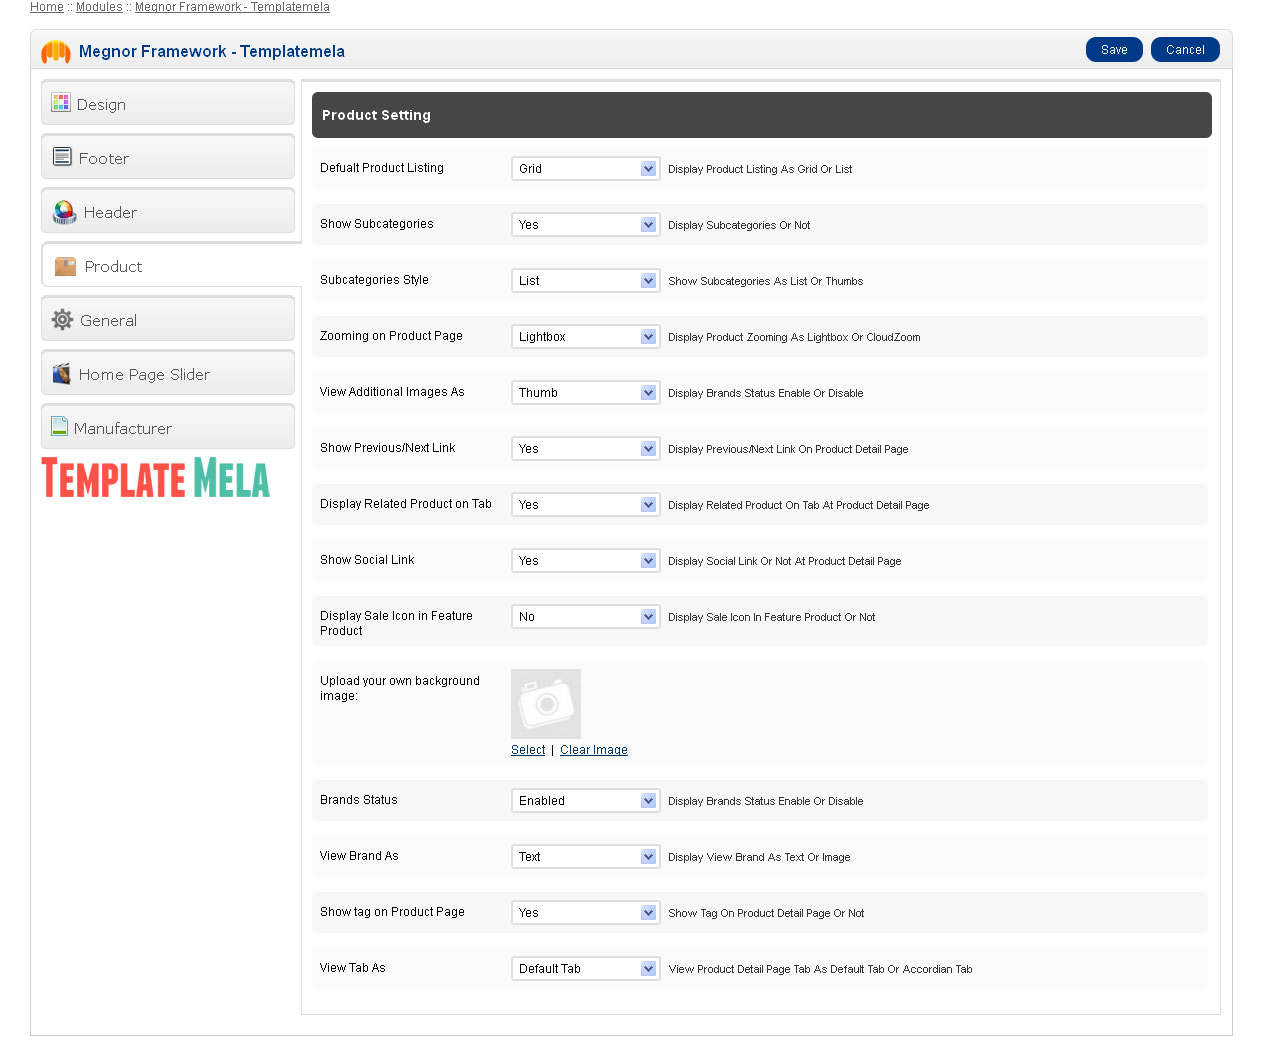 Home :: Modules :: Megnor Framework - Templatemela
Megnor Framework - Templatemela
Save
Cancel
Design
Footer
Header
Product
General
Home Page Slider
Manufacturer
TEMPLATE MELA
Product Setting
Defualt Product Listing
Grid
Display Product Listing As Grid Or List
Show Subcategories
Yes
Display Subcategories Or Not
Subcategories Style
List
Show Subcategories As List Or Thumbs
Zooming on Product Page
Lightbox
Display Product Zooming As Lightbox Or CloudZoom
View Additional Images As
Thumb
Display Brands Status Enable Or Disable
Show Previous/Next Link
Yes
Display Previous/Next Link On Product Detail Page
Display Related Product on Tab
Yes
Display Related Product On Tab At Product Detail Page
Show Social Link
Yes
Display Social Link Or Not At Product Detail Page
Display Sale Icon in Feature
Product
No
Display Sale Icon In Feature Product Or Not
Upload your own background
image:
Select | Clear Image
Brands Status
Enabled
Display Brands Status Enable Or Disable
View Brand As
Text
Display View Brand As Text Or Image
Show tag on Product Page
Yes
Show Tag On Product Detail Page Or Not
View Tab As
Default Tab
View Product Detail Page Tab As Default Tab Or Accordian Tab